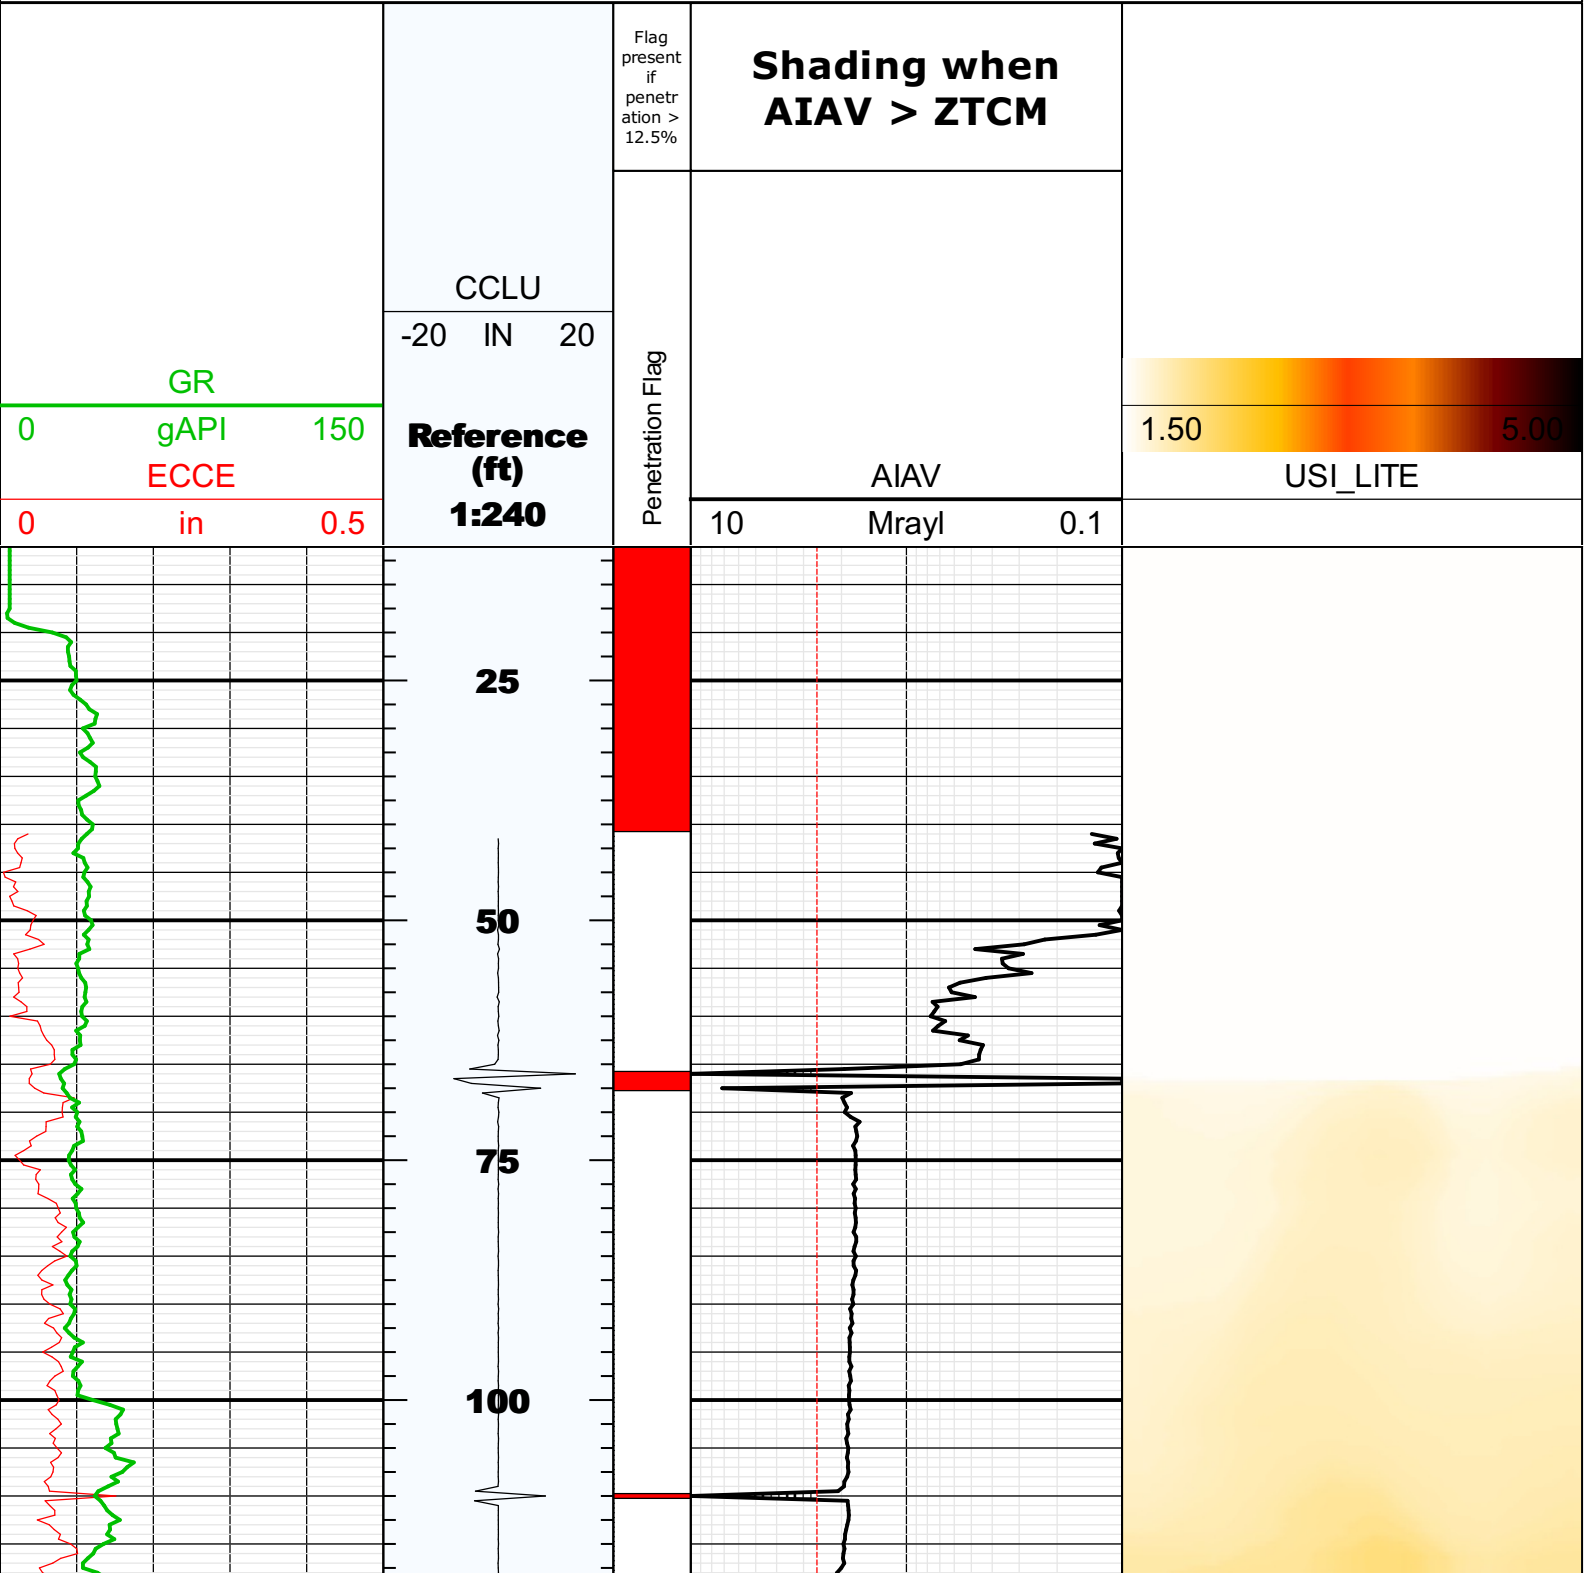 Flag
present
if
penetr
ation >
12.5%
Shading when
AIAV > ZTCM
CCLU
-20 IN 20
GR
0 gAPI 150
ECCE
0 in 0.5
Reference
(ft)
1:240
Penetration Flag
AIAV
10 Mrayl 0.1
1.50 5.00
USI_LITE
25
50
75
100